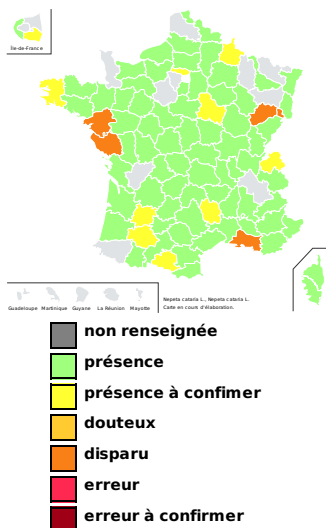 Île-de-France
Guadeloupe Martinique Guyane La Réunion Mayotte
Nepeta cataria L., Nepeta cataria L.
Carte en cours d'élaboration.
non renseignée
présence
présence à confimer
douteux
disparu
erreur
erreur à confirmer